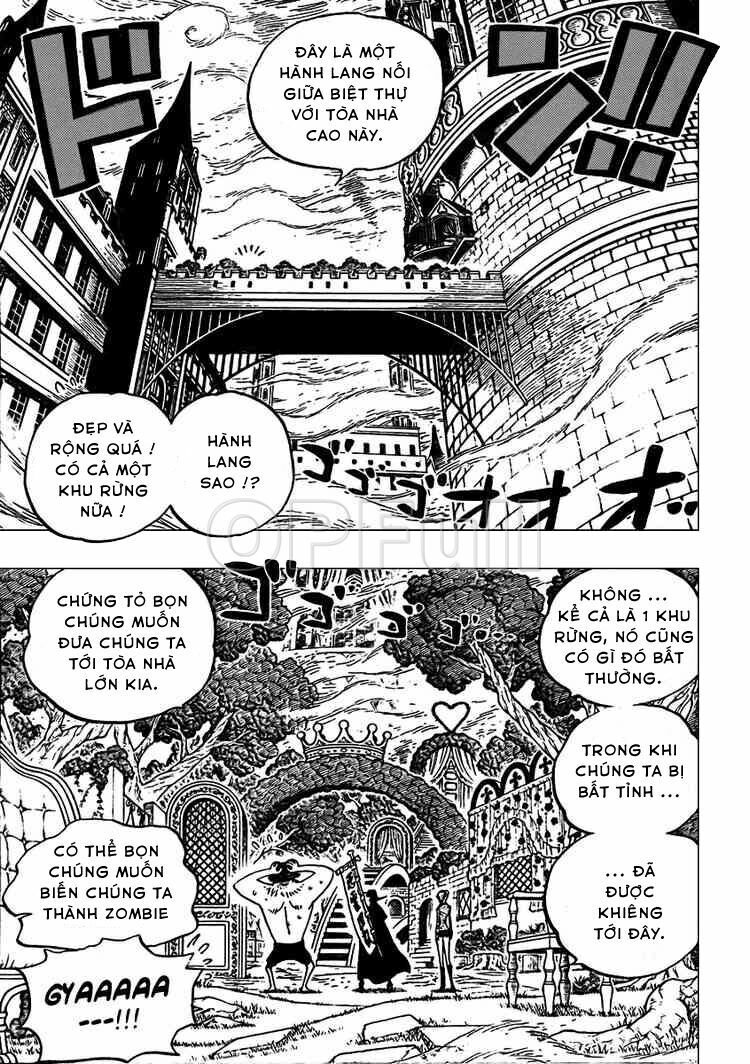 ドン!!
ĐÂY LÀ MỘT
HÀNH LANG NỐI
GIỮA BIỆT THỰ
VỚI TÒA NHÀ
CAO NÀY.
HÀNH
LANG
SAO !?
ĐẸP VÀ
RỘNG QUÁ !
CÓ CẢ MỘT
KHU RỪNG
NỮA !
ゴゴゴオオオオ
OPFull
ゴゴゴゴ
KHÔNG ...
KỂ CẢ LÀ 1 KHU
RỪNG, NÓ CŨNG
CÓ GÌ ĐÓ BẤT
THƯỜNG.
TRONG KHI
CHÚNG TA BỊ
BẤT TỈNH ...
... ĐÃ
ĐƯỢC
KHIÊNG
TỚI ĐÂY.
CHỨNG TỎ BỌN
CHÚNG MUỐN
ĐƯA CHÚNG TA
TỚI TÒA NHÀ
LỚN KIA.
CÓ THỂ BỌN
CHÚNG MUỐN
BIẾN CHÚNG TA
THÀNH ZOMBIE
GYAAAAA
---!!!